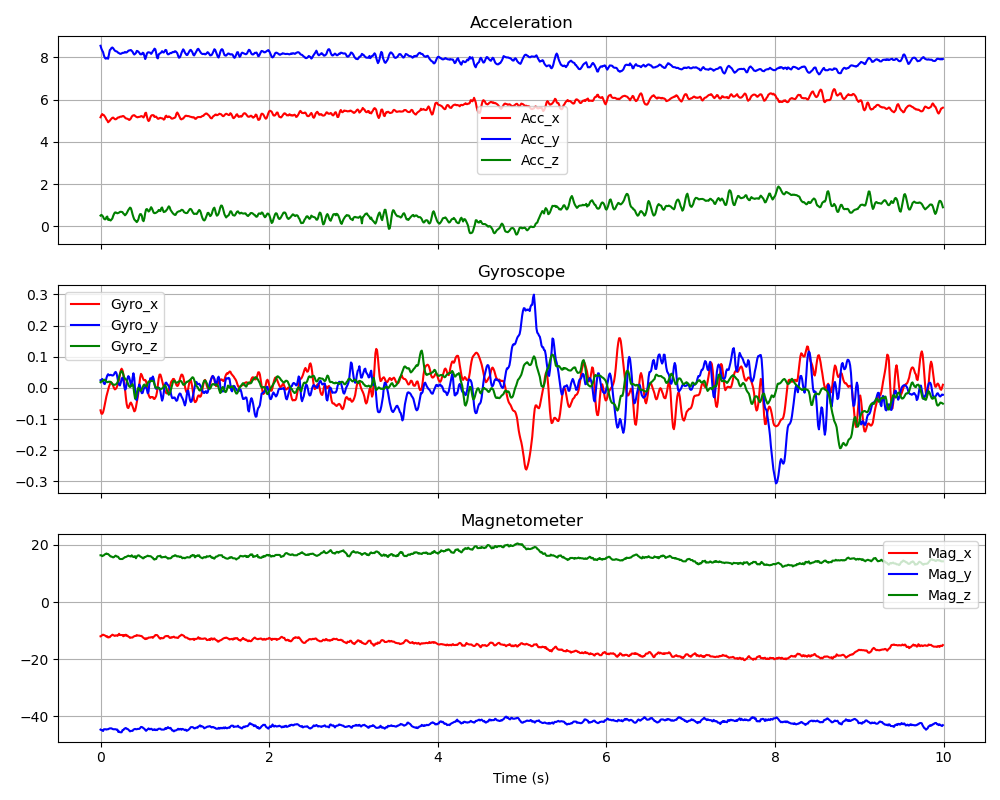 Acceleration
8
6
4
2
0
Acc_x
Acc_y
Acc_z
Gyroscope
0.3
0.2
0.1
0.0
−0.1
−0.2
−0.3
Gyro_x
Gyro_y
Gyro_z
Magnetometer
20
0
−20
−40
Mag_x
Mag_y
Mag_z
0 2 4 6 8 10
Time (s)